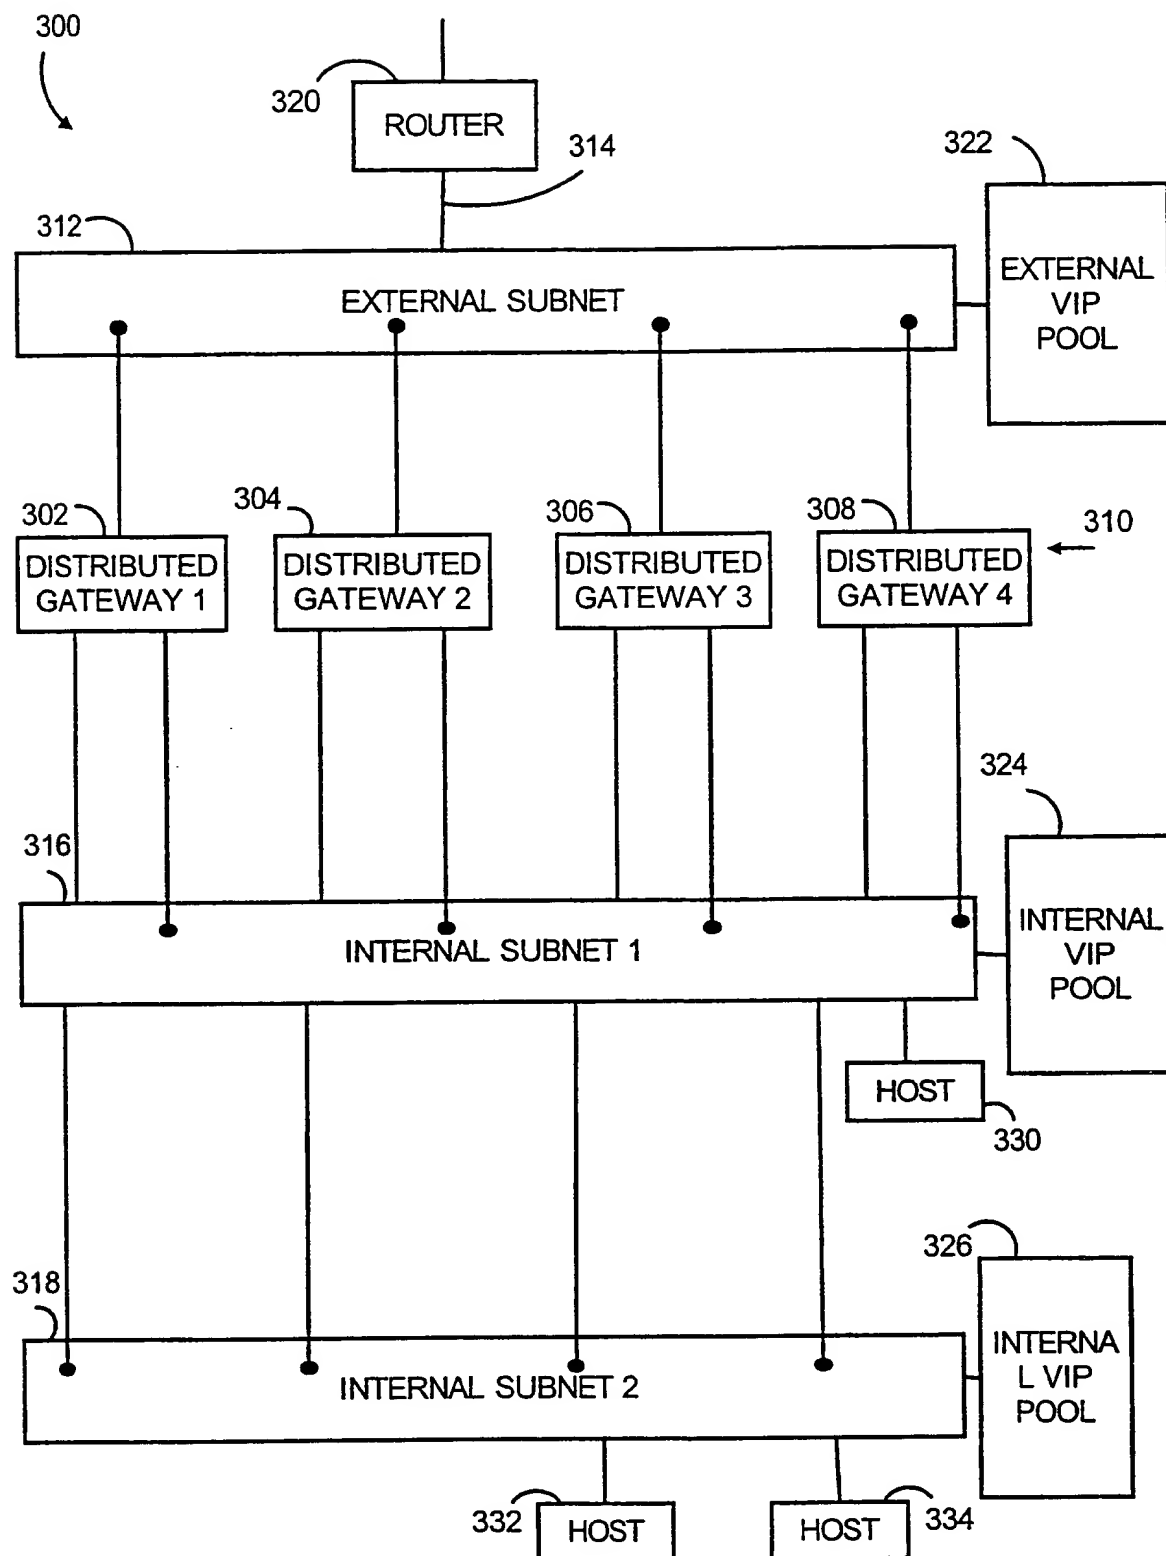 300
320
ROUTER
314
322
312
EXTERNAL SUBNET
EXTERNAL
VIP
POOL
302
304
306
308
310
DISTRIBUTED
GATEWAY 1
DISTRIBUTED
GATEWAY 2
DISTRIBUTED
GATEWAY 3
DISTRIBUTED
GATEWAY 4
324
316
INTERNAL SUBNET 1
INTERNAL
VIP
POOL
HOST
330
326
318
INTERNAL SUBNET 2
INTERNA
L VIP
POOL
332
HOST
HOST
334